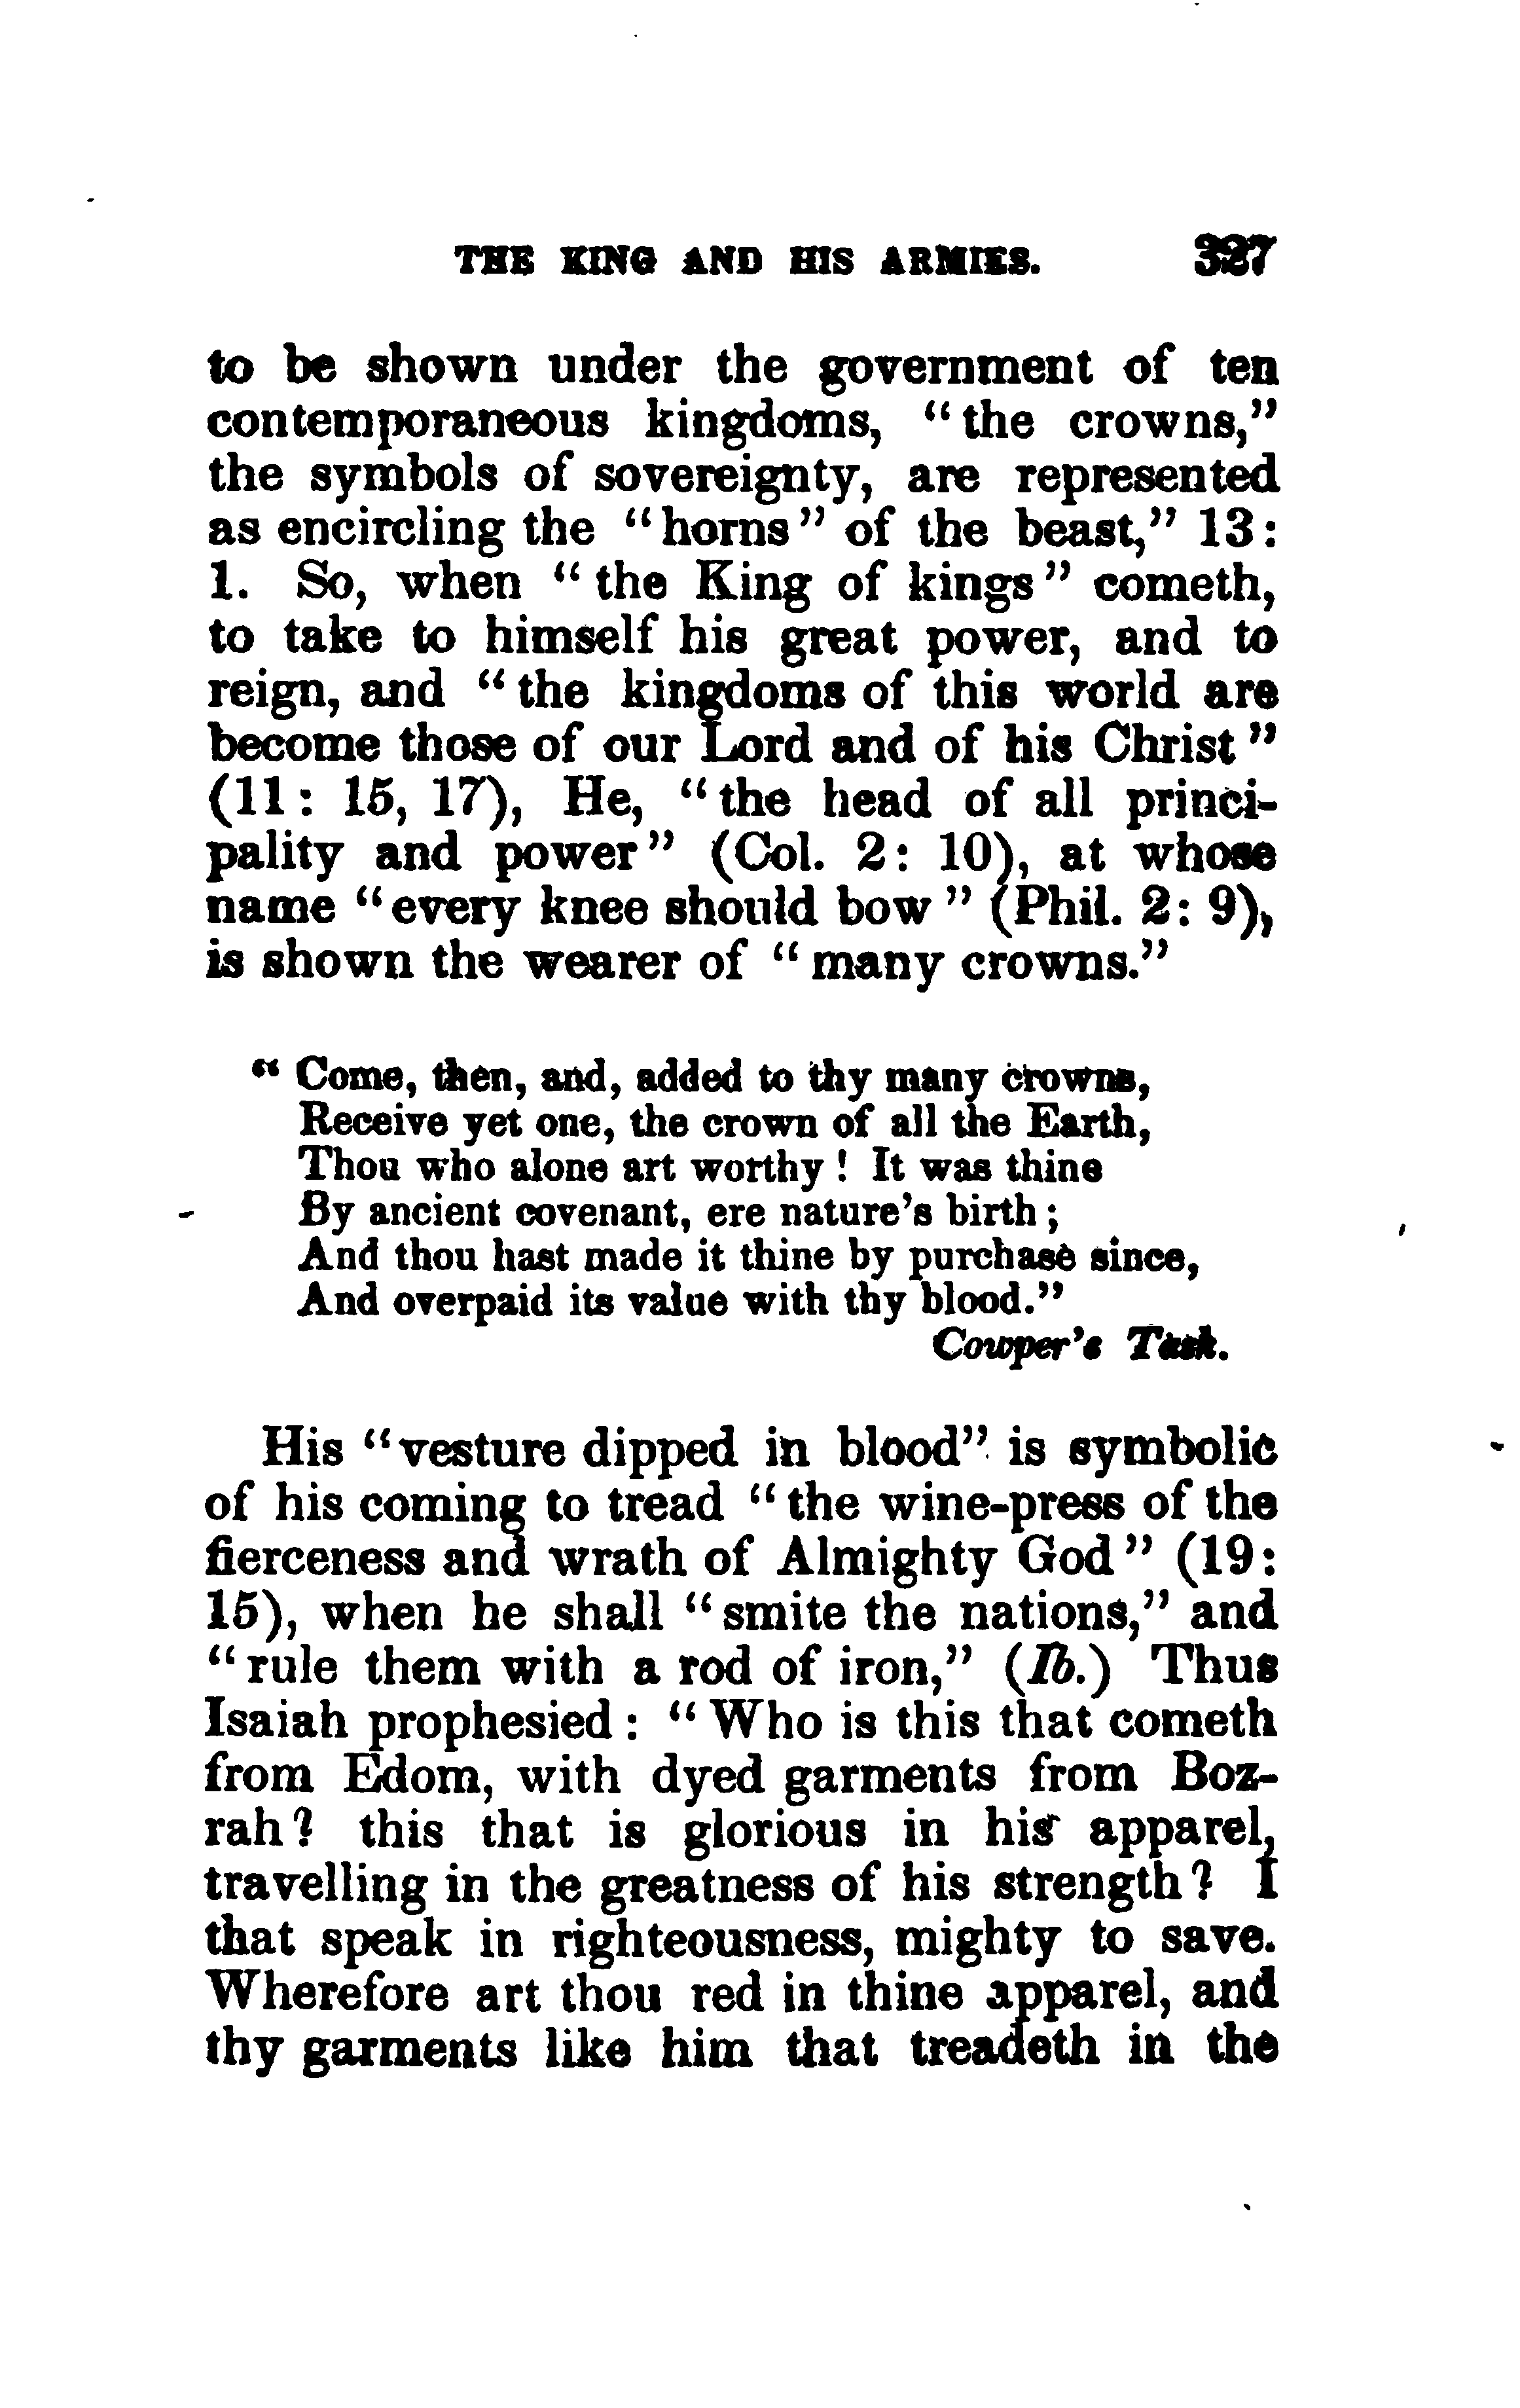 THE KING AND HIS ARMIES. 327
to be shown under the government of ten
contemporaneous kingdoms, "the crowns,"
the symbols of sovereignty, are represented
as encircling the "horns" of the beast," 13:
1. So, when "the King of kings" cometh,
to take to himself his great power, and to
reign, and "the kingdoms of this world are
become those of our Lord and of his Christ"
(11: 15, 17), He, "the head of all princi-
pality and power" (Col. 2: 10), at whose
name "every knee should bow" (Phil. 2: 9),
is shown the wearer of "many crowns."
"Come, then, and, added to thy many crowns,
Receive yet one, the crown of all the Earth,
Thou who alone art worthy! It was thine
By ancient covenant, ere nature's birth;
And thou hast made it thine by purchase since,
And overpaid its value with thy blood."
Cowper's Task.
His "vesture dipped in blood" is symbolic
of his coming to tread "the wine-press of the
fierceness and wrath of Almighty God" (19:
15), when he shall "smite the nations," and
"rule them with a rod of iron," (Ib.) Thus
Isaiah prophesied: "Who is this that cometh
from Edom, with dyed garments from Boz-
rah? this that is glorious in his apparel,
travelling in the greatness of his strength? I
that speak in righteousness, mighty to save.
Wherefore art thou red in thine apparel, and
thy garments like him that treadeth in the